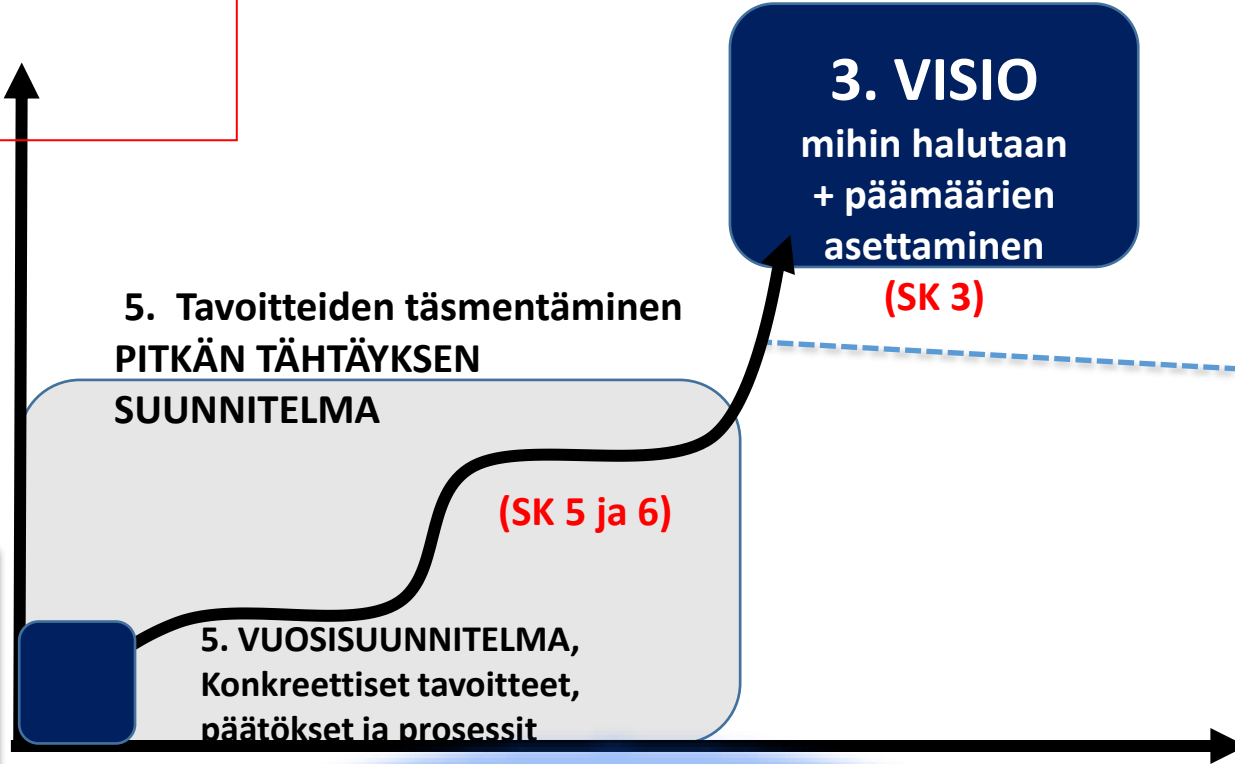 3. VISIO
mihin halutaan
+ päämäärien
asettaminen
(SK 3)
5. Tavoitteiden täsmentäminen
PITKÄN TÄHTÄYKSEN
SUUNNITELMA
(SK 5 ja 6)
5. VUOSISUUNNITELMA,
Konkreettiset tavoitteet,
päätökset ja prosessit